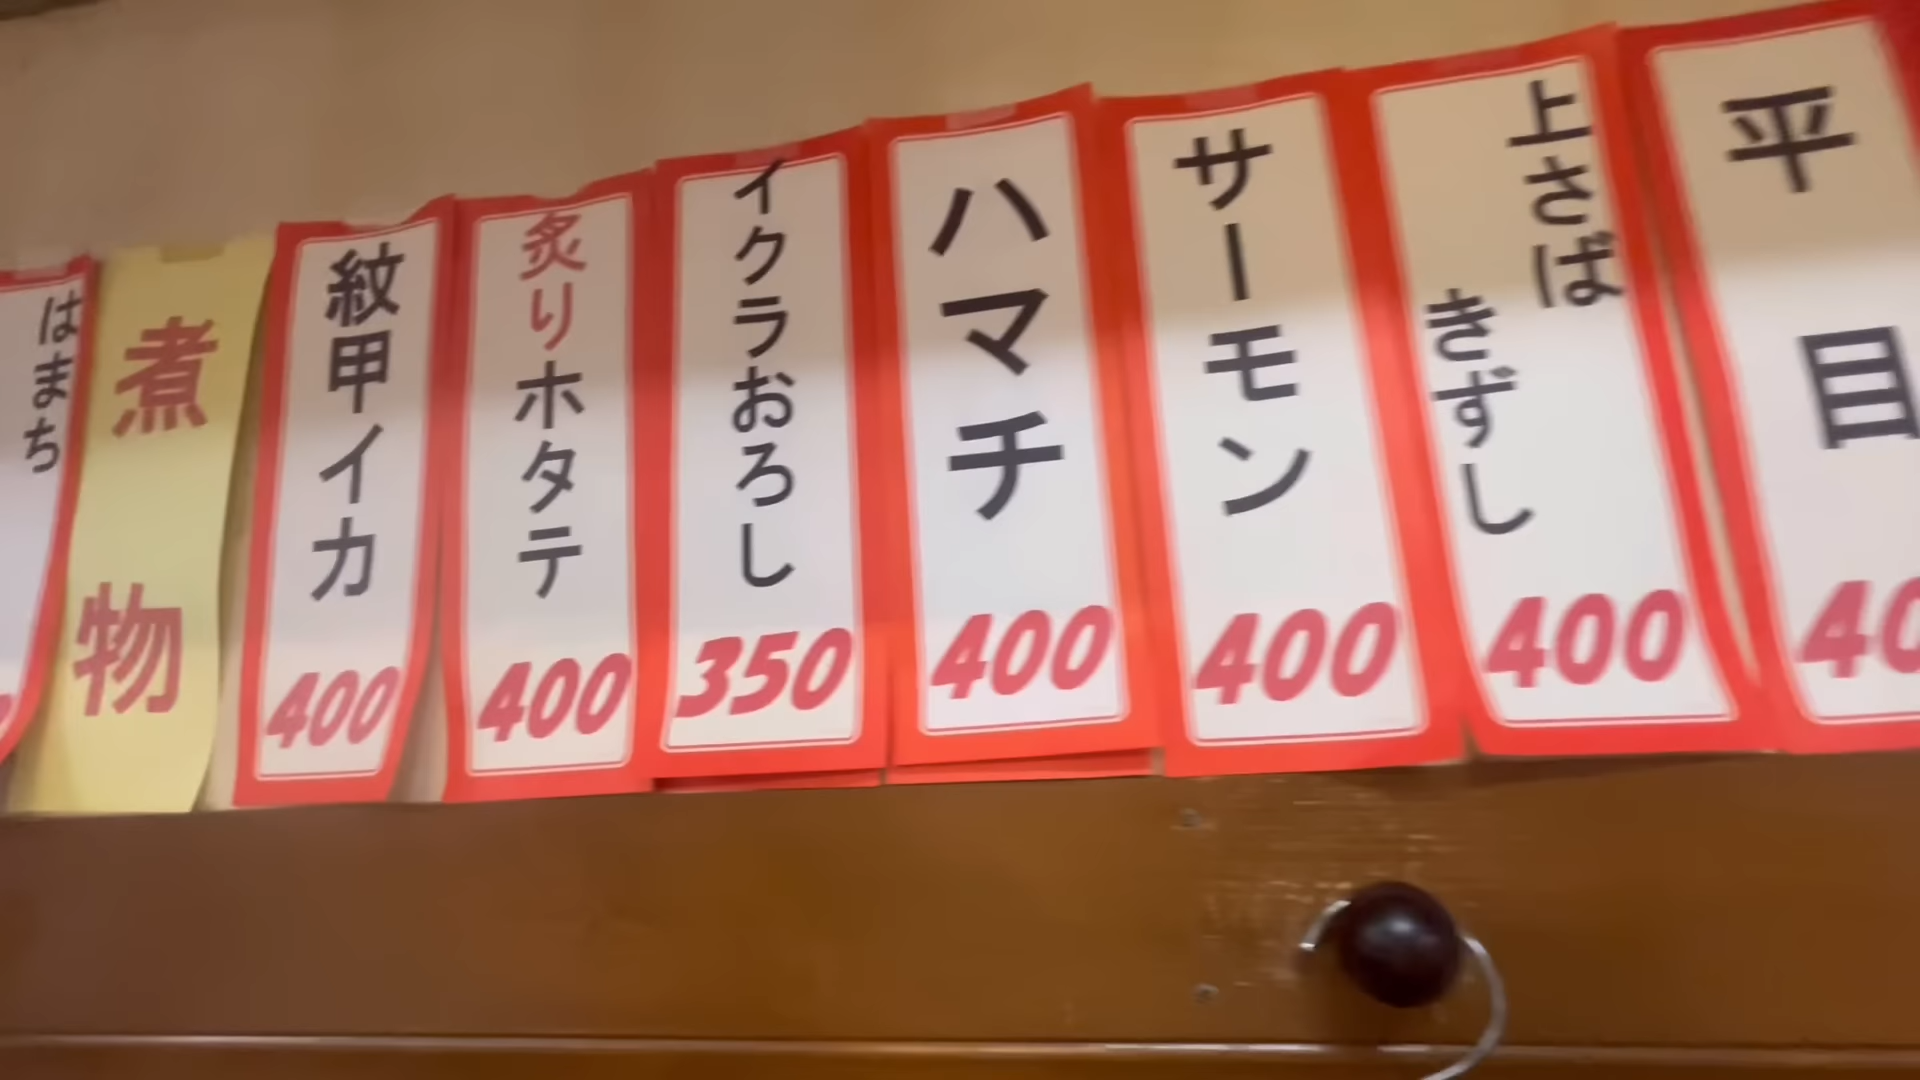 平目
40
上さば
きずし
400
サーモン
400
ハマチ
400
イクラおろし
350
炙りホタテ
400
紋甲イカ
400
煮物
はまち